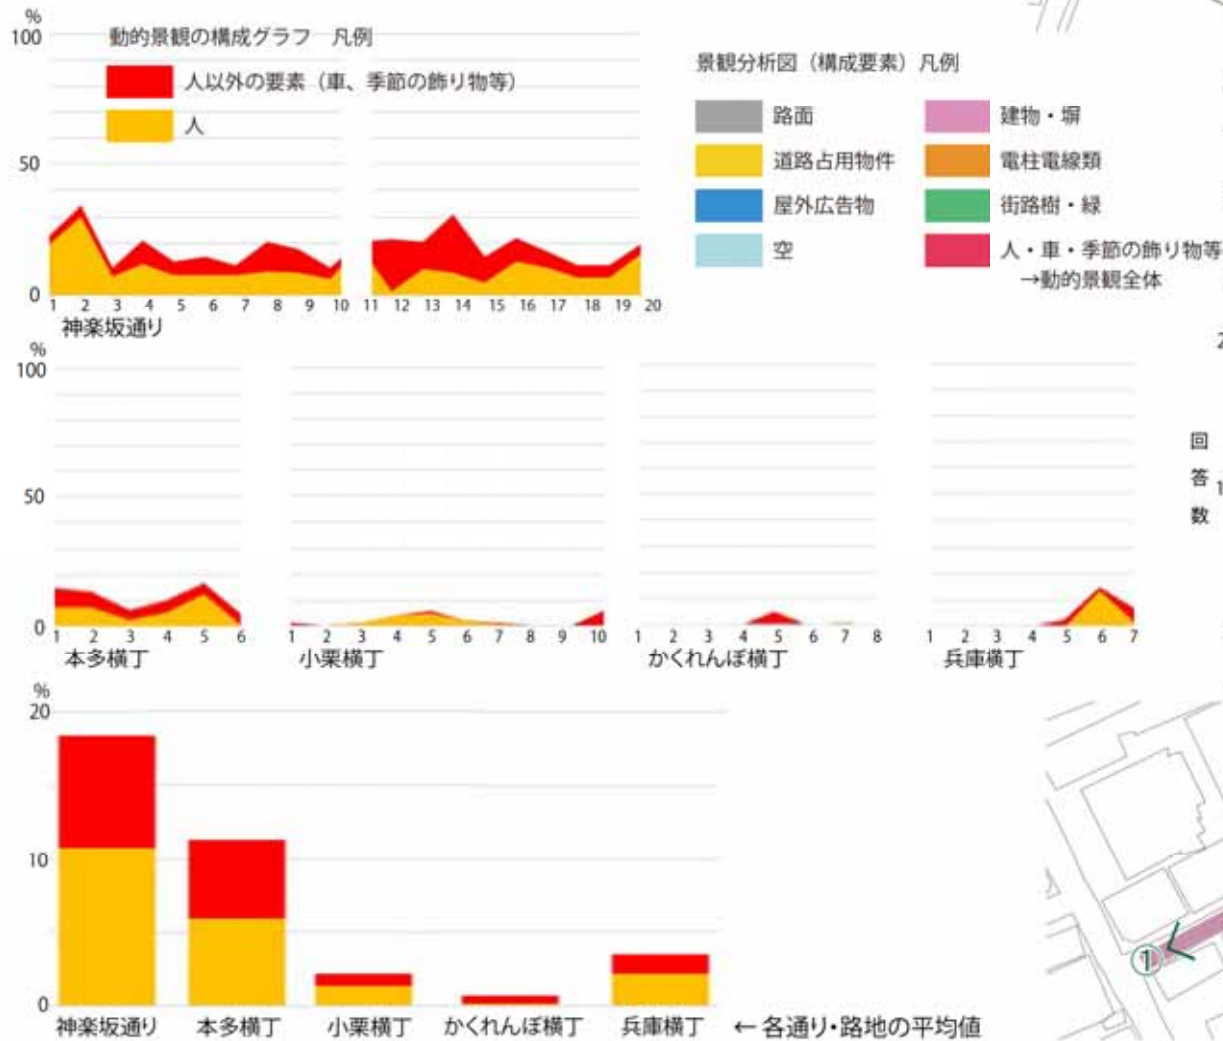 %
100
動的景観の構成グラフ 凡例
人以外の要素（車、季節の飾り物等）
人
50
0
1 2 3 4 5 6 7 8 9 10 11 12 13 14 15 16 17 18 19 20
神楽坂通り
景観分析図（構成要素）凡例
路面
建物・塀
道路占用物件
電柱電線類
屋外広告物
街路樹・緑
空
人・車・季節の飾り物等
→動的景観全体
%
100
50
0
1 2 3 4 5 6
本多横丁
1 2 3 4 5 6 7 8 9 10
小栗横丁
1 2 3 4 5 6 7 8
かくれんぼ横丁
1 2 3 4 5 6 7
兵庫横丁
回
答
数
%
20
10
0
神楽坂通り 本多横丁 小栗横丁 かくれんぼ横丁 兵庫横丁 ←各通り・路地の平均値
①